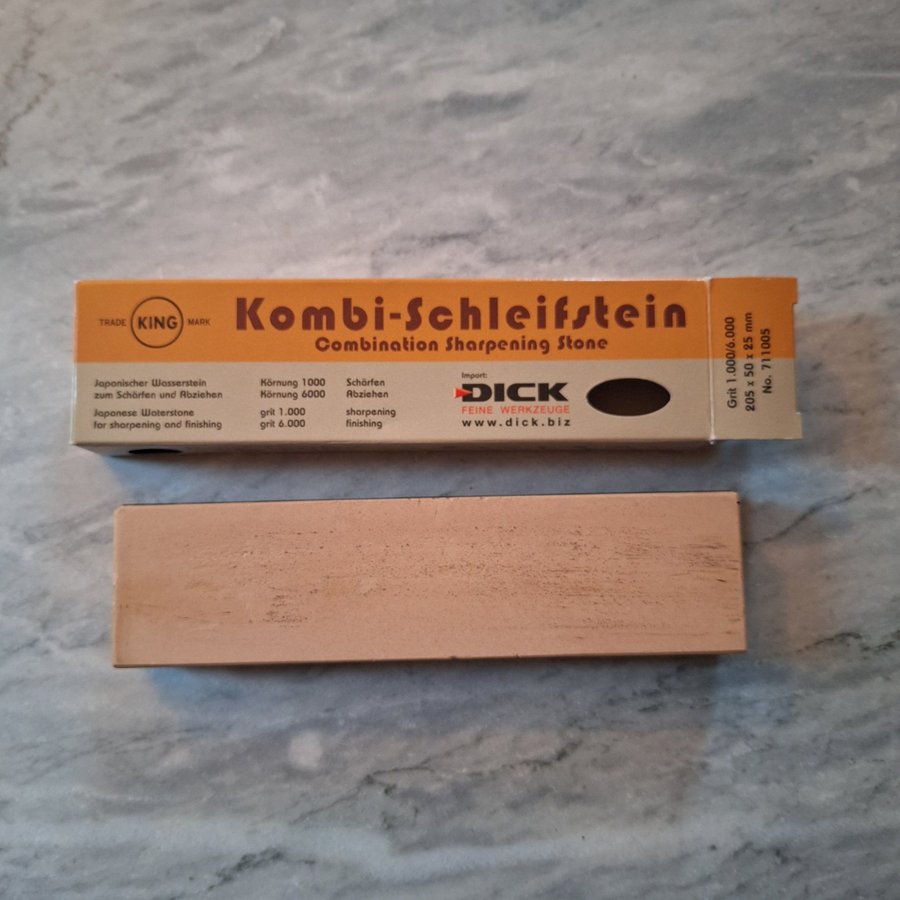 TRADE KING MARK
Kombi-Schleifstein
Combination Sharpening Stone
Japanischer Wasserstein
zum Schärfen und Abziehen
Japanese Waterstone
for sharpening and finishing
Körnung 1000 Schärfen
Körnung 6000 Abziehen
grit 1.000 sharpening
grit 6.000 finishing
Import:
DICK
FEINE WERKZEUGE
www.dick.biz
Grit 1.000/6.000
205 x 50 x 25 mm
No. 711005